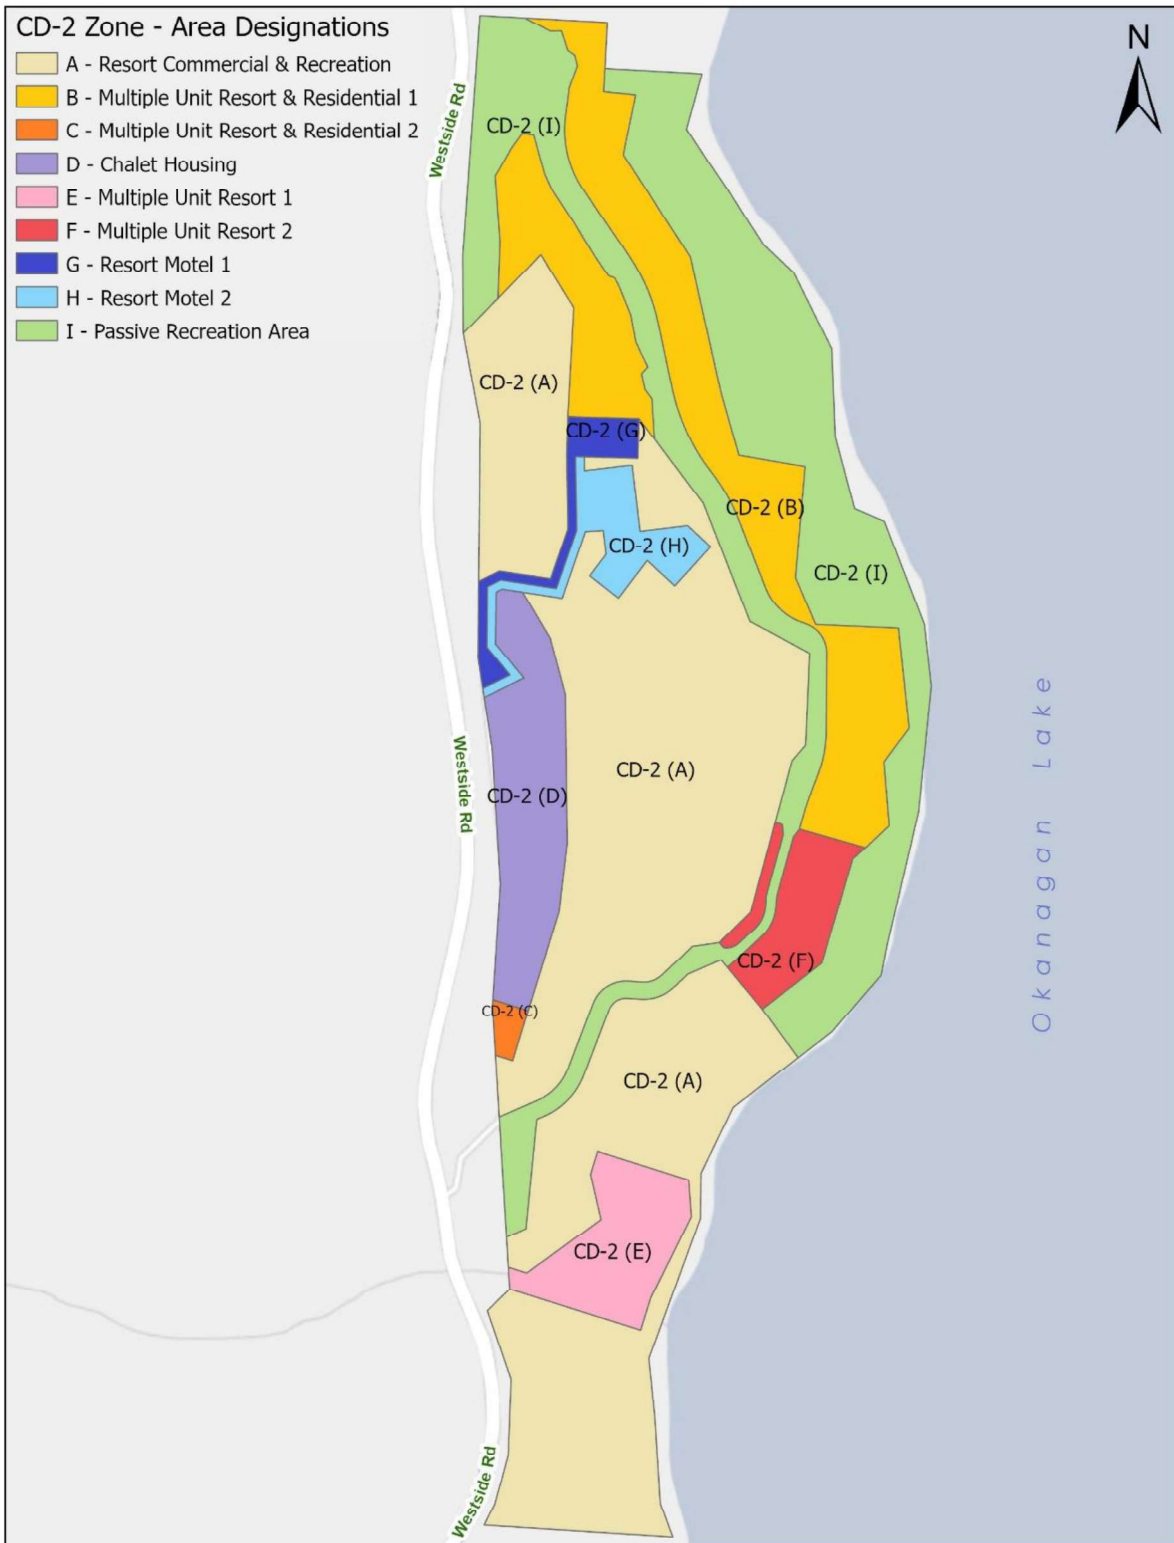 CD-2 Zone - Area Designations
A - Resort Commercial & Recreation
B - Multiple Unit Resort & Residential 1
C - Multiple Unit Resort & Residential 2
D - Chalet Housing
E - Multiple Unit Resort 1
F - Multiple Unit Resort 2
G - Resort Motel 1
H - Resort Motel 2
I - Passive Recreation Area
N
Westside Rd
CD-2 (I)
CD-2 (A)
CD-2 (G)
CD-2 (B)
CD-2 (H)
CD-2 (I)
Westside Rd
CD-2 (A)
CD-2 (D)
Okanagan Lake
CD-2 (F)
CD-2 (C)
CD-2 (A)
CD-2 (E)
Westside Rd